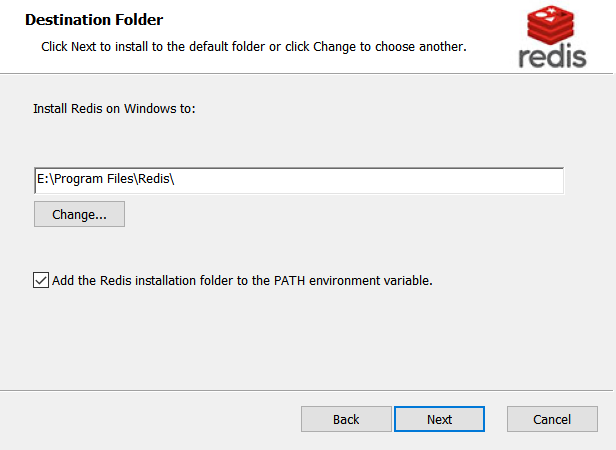 Destination Folder
Click Next to install to the default folder or click Change to choose another.
redis
Install Redis on Windows to:
E:\Program Files\Redis\
Change...
Add the Redis installation folder to the PATH environment variable.
Back
Next
Cancel